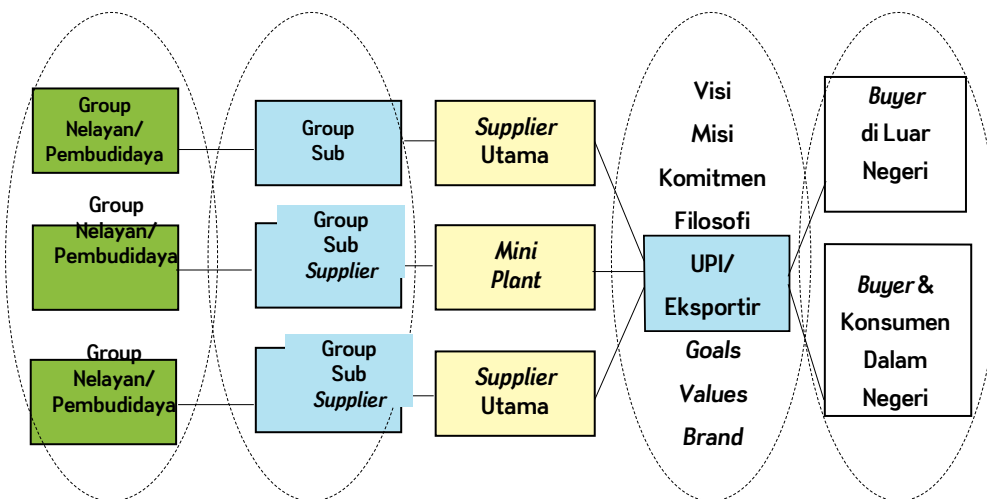 Group
Nelayan/
Pembudidaya
Group
Nelayan/
Pembudidaya
Group
Nelayan/
Pembudidaya
Group
Sub
Group
Sub
Supplier
Group
Sub
Supplier
Supplier
Utama
Mini
Plant
Supplier
Utama
Visi
Misi
Komitmen
Filosofi
UPI/
Eksportir
Goals
Values
Brand
Buyer
di Luar
Negeri
Buyer &
Konsumen
Dalam
Negeri